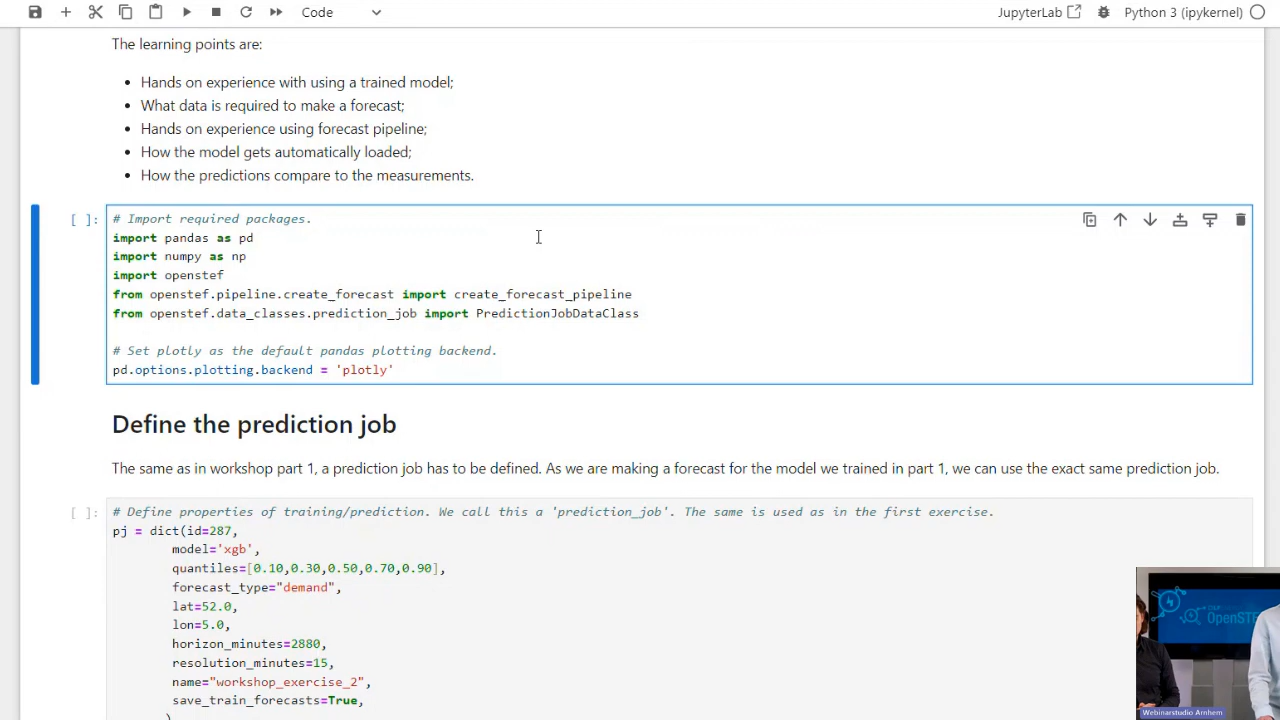 Code
JupyterLab
Python 3 (ipykernel)
The learning points are:
• Hands on experience with using a trained model;
• What data is required to make a forecast;
• Hands on experience using forecast pipeline;
• How the model gets automatically loaded;
• How the predictions compare to the measurements.
[ ]:
# Import required packages.
import pandas as pd
import numpy as np
import openstef
from openstef.pipeline.create_forecast import create_forecast_pipeline
from openstef.data_classes.prediction_job import PredictionJobDataClass
# Set plotly as the default pandas plotting backend.
pd.options.plotting.backend = 'plotly'
Define the prediction job
The same as in workshop part 1, a prediction job has to be defined. As we are making a forecast for the model we trained in part 1, we can use the exact same prediction job.
[ ]:
# Define properties of training/prediction. We call this a 'prediction_job'. The same is used as in the first exercise.
pj = dict(id=287,
model='xgb',
quantiles=[0.10,0.30,0.50,0.70,0.90],
forecast_type="demand",
lat=52.0,
lon=5.0,
horizon_minutes=2880,
resolution_minutes=15,
name="workshop_exercise_2",
save_train_forecasts=True,
)
OpenSTE
Webinarstudio Arnhem